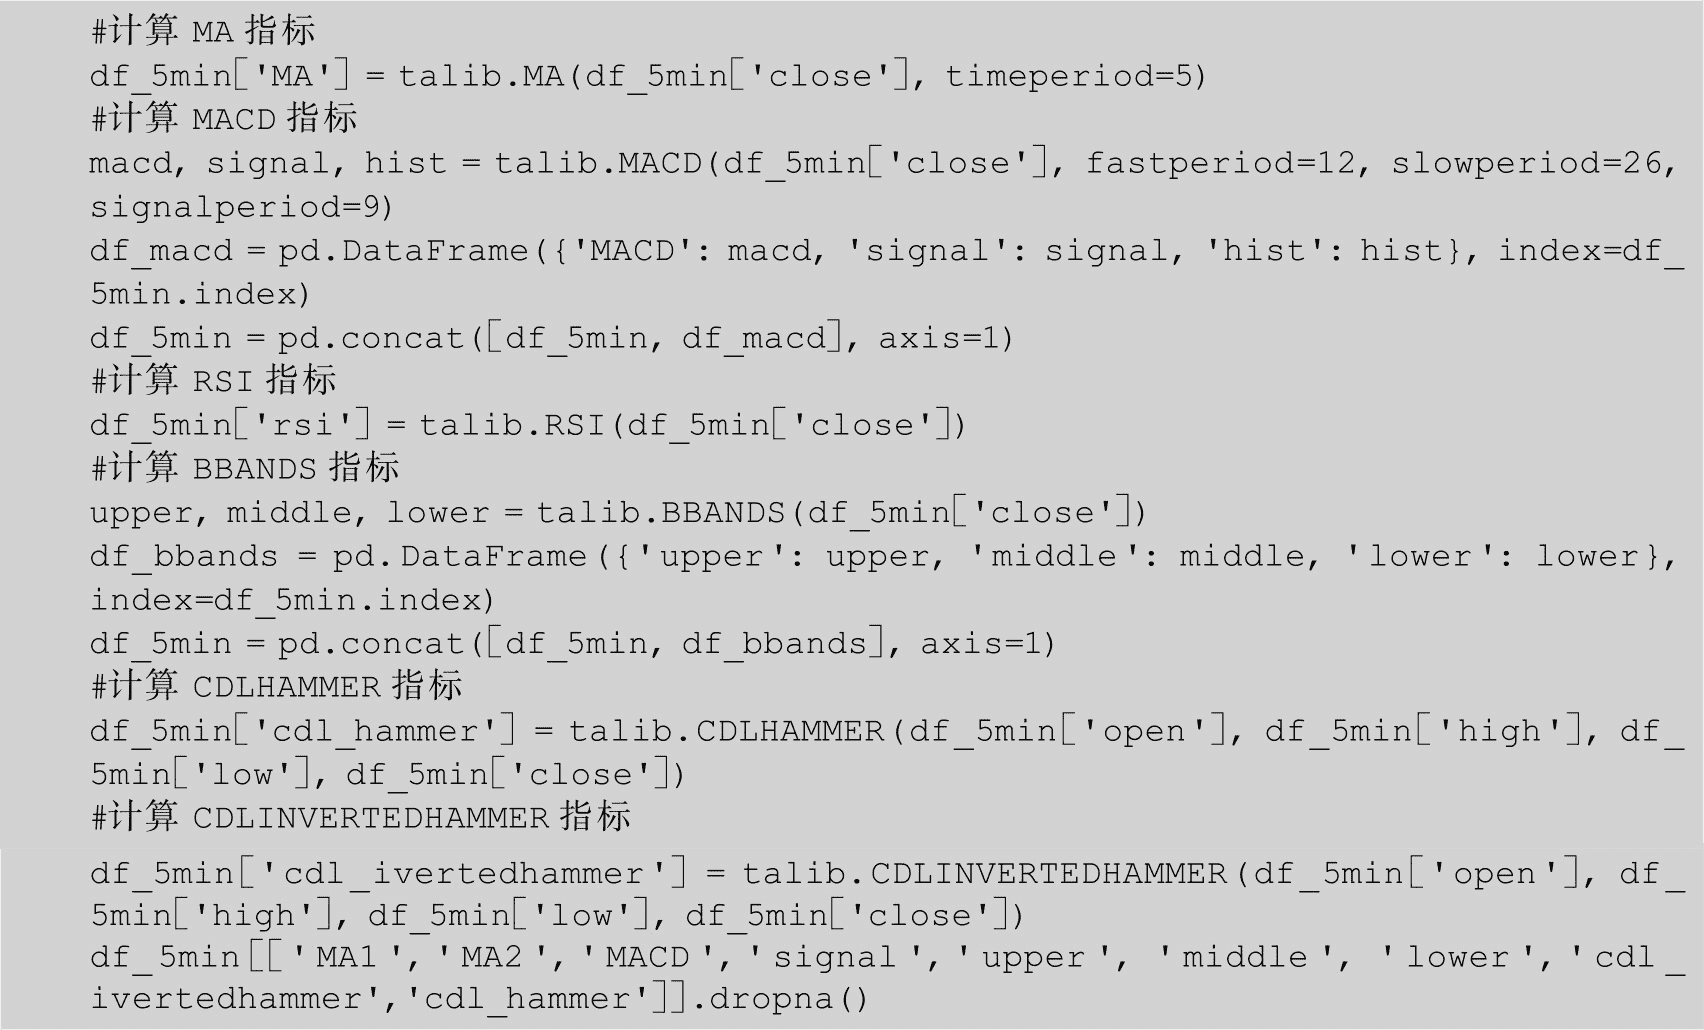 #计算 MA 指标
df_5min['MA'] = talib.MA(df_5min['close'], timeperiod=5)
#计算 MACD 指标
macd, signal, hist = talib.MACD(df_5min['close'], fastperiod=12, slowperiod=26,
signalperiod=9)
df_macd = pd.DataFrame({'MACD': macd, 'signal': signal, 'hist': hist}, index=df_
5min.index)
df_5min = pd.concat([df_5min, df_macd], axis=1)
#计算 RSI 指标
df_5min['rsi'] = talib.RSI(df_5min['close'])
#计算 BBANDS 指标
upper, middle, lower = talib.BBANDS(df_5min['close'])
df_bbands = pd.DataFrame({'upper': upper, 'middle': middle, 'lower': lower},
index=df_5min.index)
df_5min = pd.concat([df_5min, df_bbands], axis=1)
#计算 CDLHAMMER 指标
df_5min['cdl_hammer'] = talib.CDLHAMMER(df_5min['open'], df_5min['high'], df_
5min['low'], df_5min['close'])
#计算 CDLINVERTEDHAMMER 指标
df_5min['cdl_ivertedhammer'] = talib.CDLINVERTEDHAMMER(df_5min['open'], df_
5min['high'], df_5min['low'], df_5min['close'])
df_5min[['MA1','MA2','MACD','signal','upper', 'middle', 'lower','cdl_
ivertedhammer','cdl_hammer']].dropna()